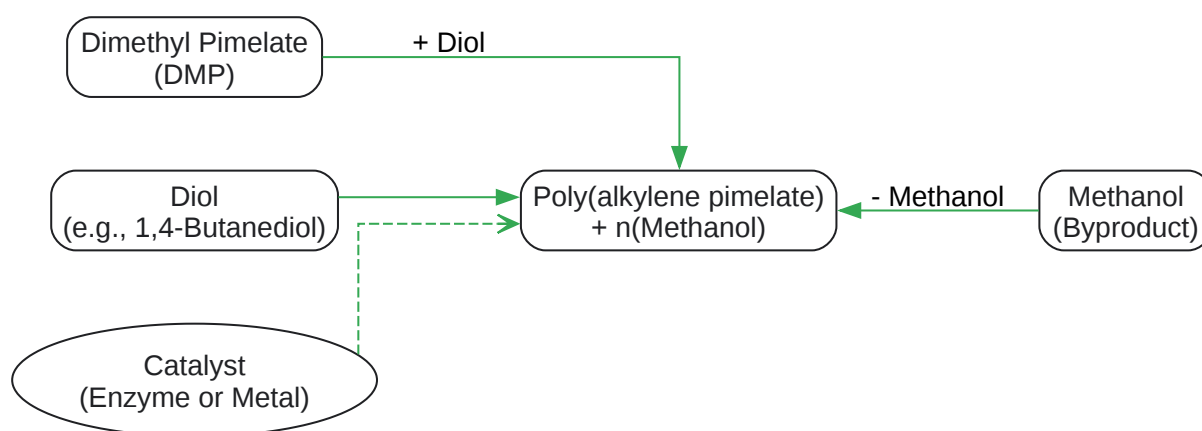 Dimethyl Pimelate
(DMP)
+ Diol
Diol
(e.g., 1,4-Butanediol)
Poly(alkylene pimelate)
+ n(Methanol)
- Methanol
Methanol
(Byproduct)
Catalyst
(Enzyme or Metal)